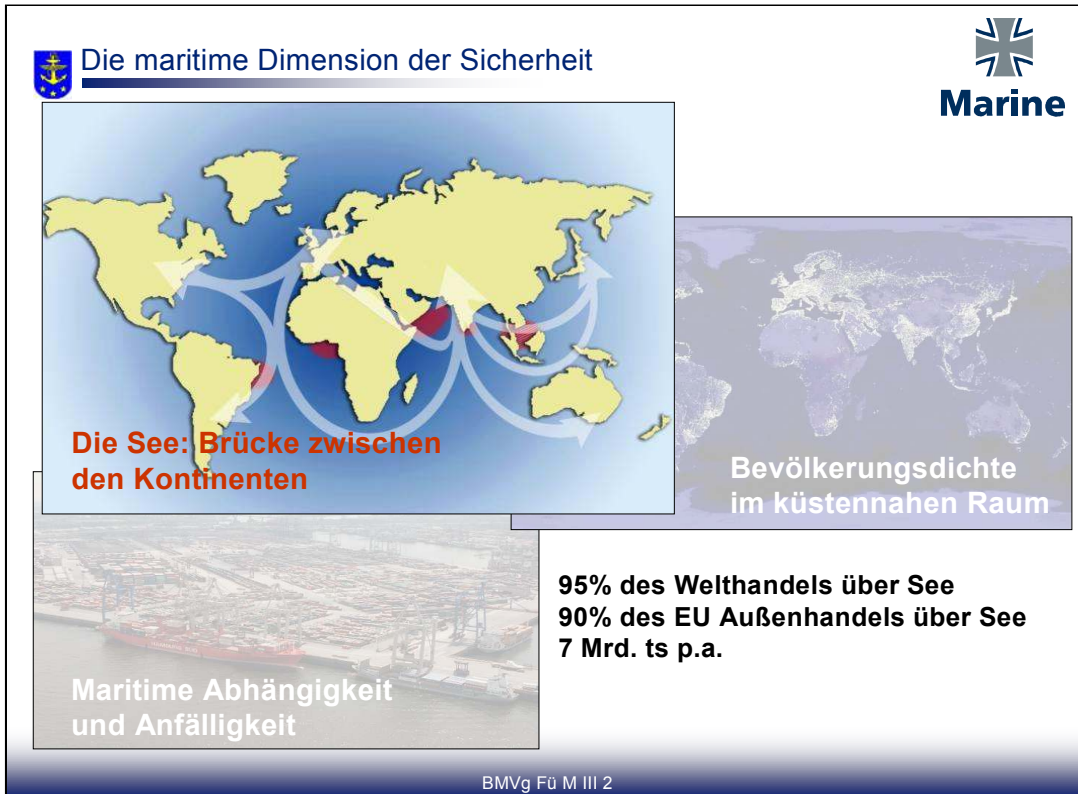 Die maritime Dimension der Sicherheit
Marine
Die See: Brücke zwischen
den Kontinenten
Bevölkerungsdichte
im küstennahen Raum
95% des Welthandels über See
90% des EU Außenhandels über See
7 Mrd. ts p.a.
Maritime Abhängigkeit
und Anfälligkeit
BMVg Fü M III 2